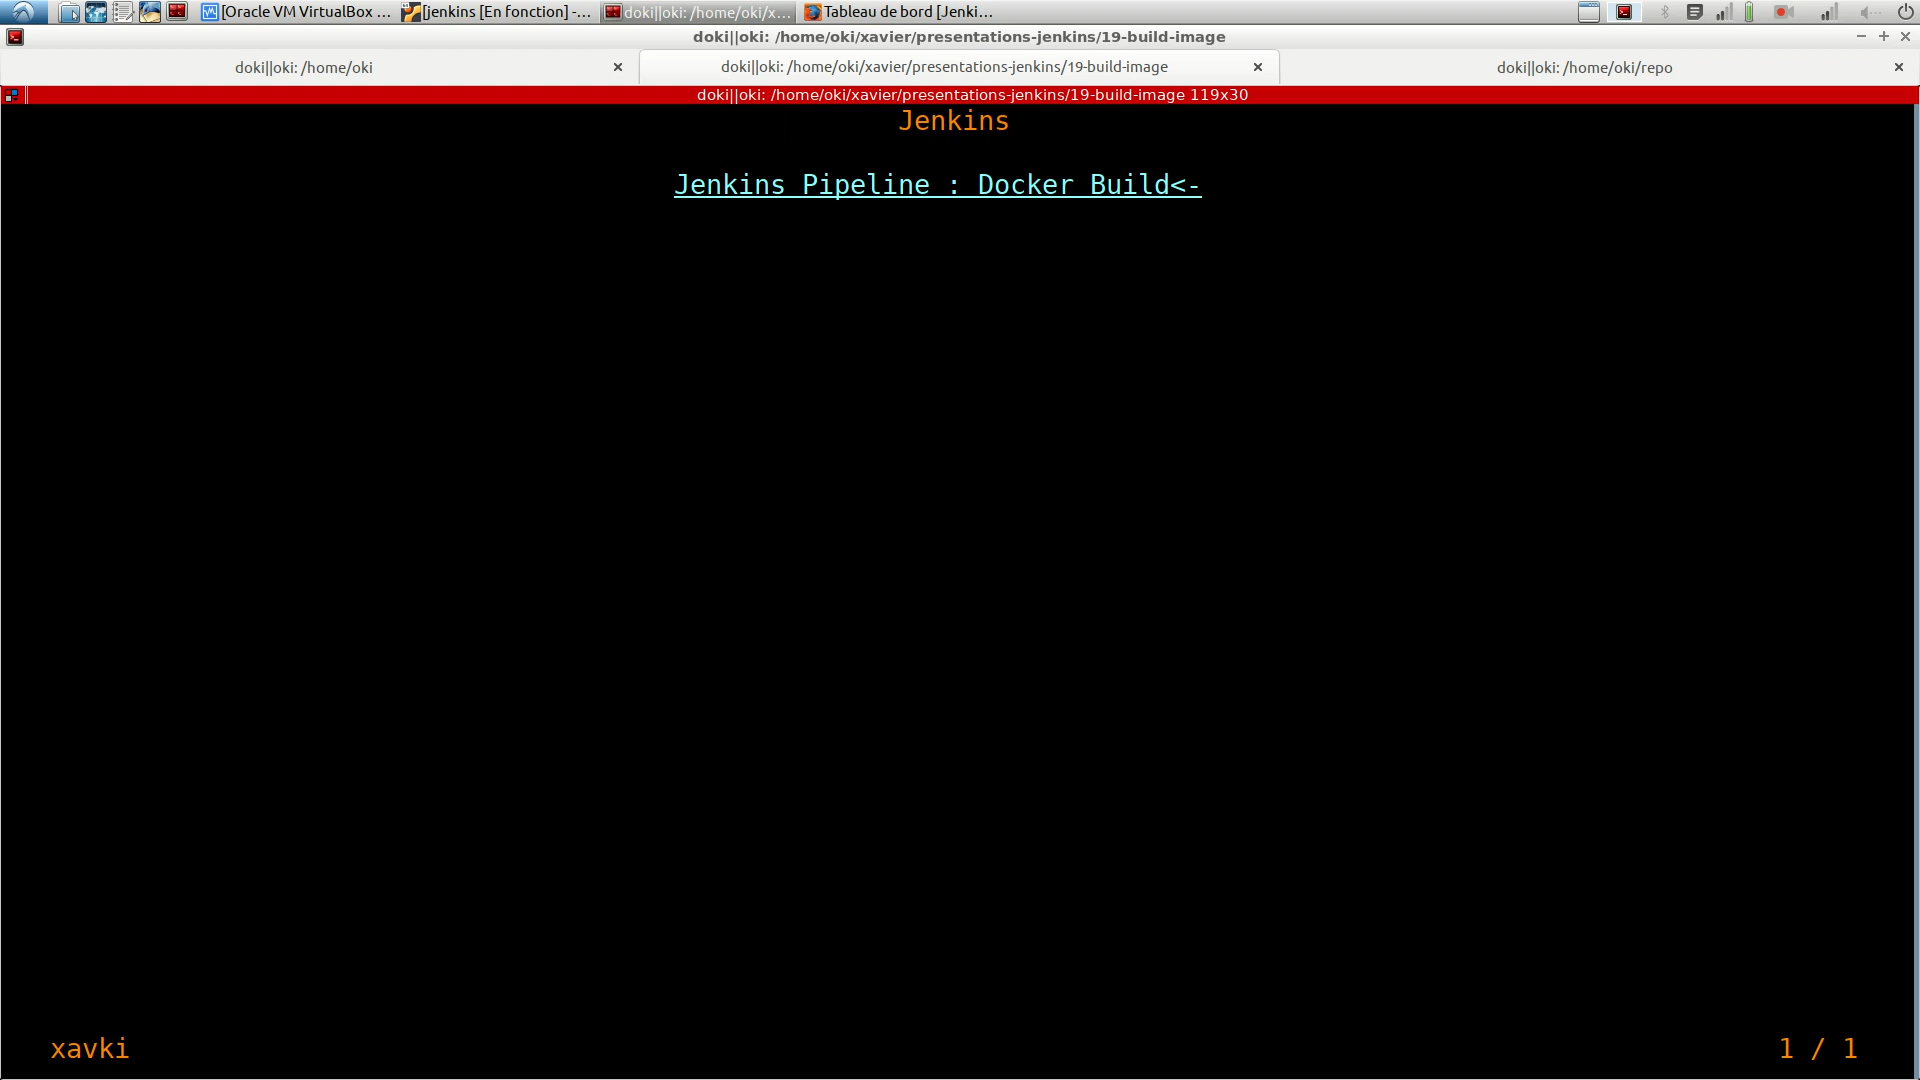 [Oracle VM VirtualBox ... [jenkins [En fonction] -... doki||oki: /home/oki/x... Tableau de bord [Jenki...
doki||oki: /home/oki/xavier/presentations-jenkins/19-build-image
doki||oki: /home/oki doki||oki: /home/oki/xavier/presentations-jenkins/19-build-image doki||oki: /home/oki/repo
doki||oki: /home/oki/xavier/presentations-jenkins/19-build-image 119x30
Jenkins
Jenkins Pipeline : Docker Build<-
xavki 1 / 1